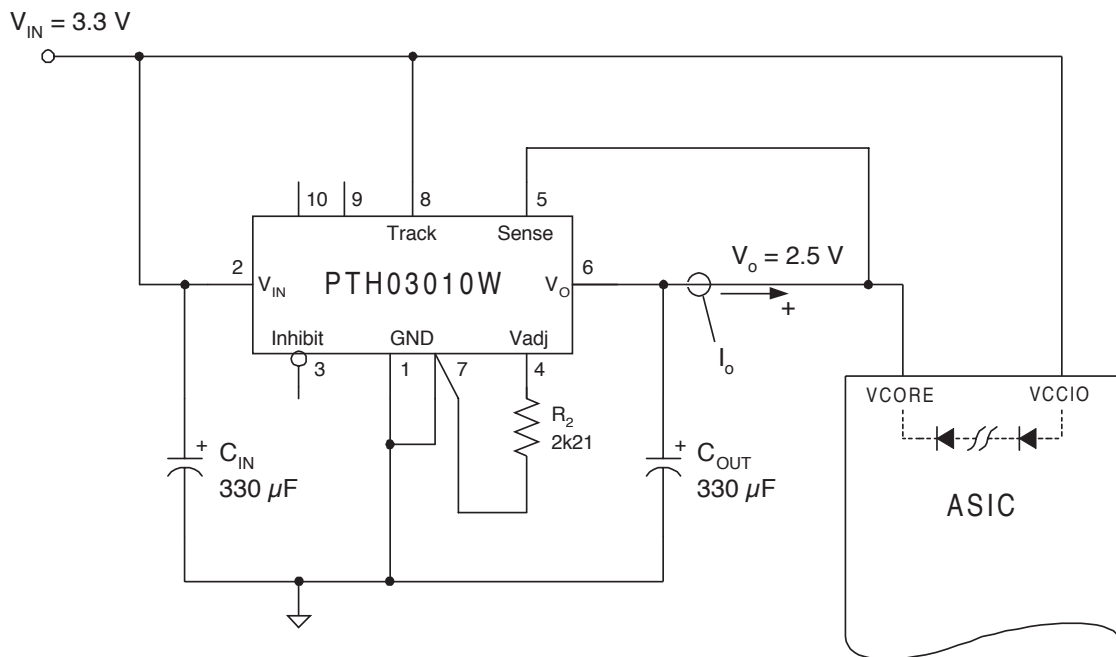 V_IN = 3.3 V
10
9
8
5
Track
Sense
2
V_IN
PTH03010W
V_O
6
V_o = 2.5 V
+
I_o
Inhibit
GND
Vadj
3
1
7
4
R_2
2k21
+
C_IN
330 µF
+
C_OUT
330 µF
VCORE
VCCIO
ASIC